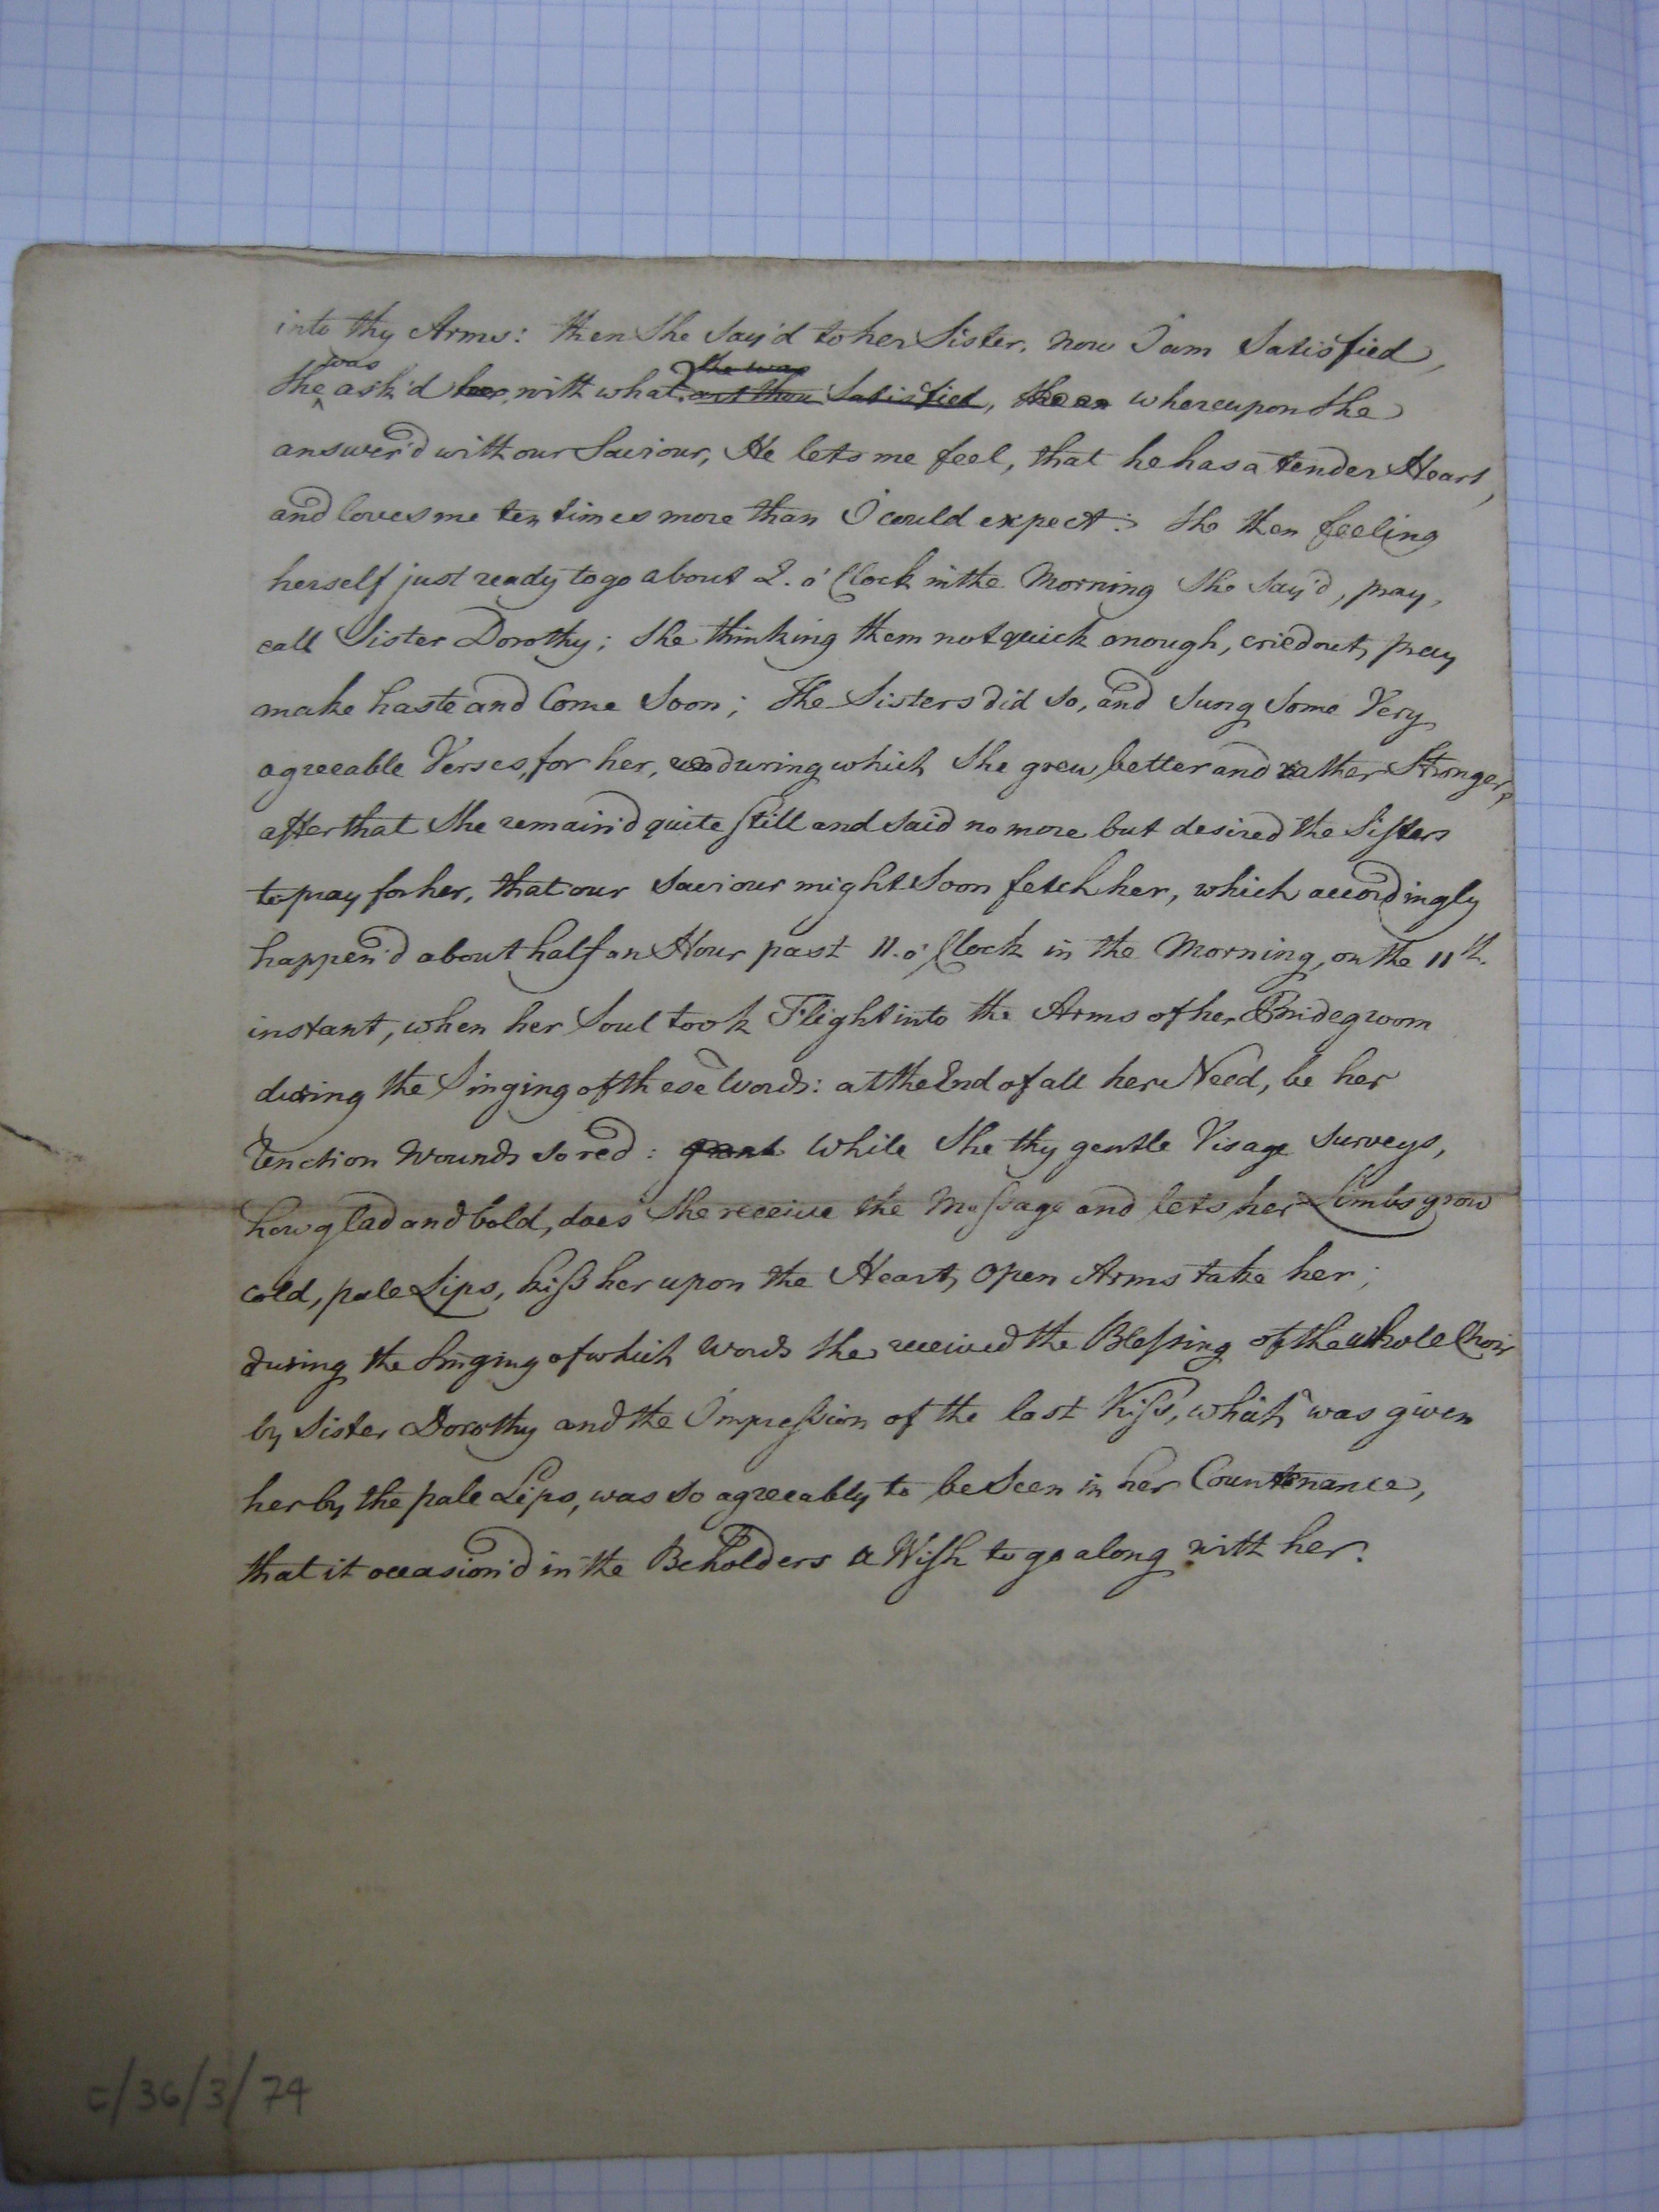 into thy Arms: then she say'd to her Sister, now I am Satisfied,
She was ask'd her, with what? art thou she was Satisfied, whereupon she
answer'd with our Saviour, He lets me feel, that he has a tender Heart,
and loves me ten times more than I could expect: she then feeling
herself just ready to go about 2. o'Clock in the Morning she say'd, pray,
call Sister Dorothy; she thinking them not quick enough, cried out, pray
make haste and Come Soon; The Sisters did so, and Sung Some Very
agreeable Verses, for her, during which she grew better and rather Stronger,
after that she remain'd quite still and said no more but desired the Sisters
to pray for her, that our Saviour might Soon fetch her, which accordingly
happen'd about half an Hour past 11. o'Clock in the Morning, on the 11th.
instant, when her Soul took Flight into the Arms of her Bridegroom
during the Singing of these Words: at the End of all her Need, be her
Unction Wounds so red: while she thy gentle Visage surveys,
how glad and bold, does she receive the Message and lets her Limbs grow
cold, pale Lips, kiss her upon the Heart, Open Arms take her;
during the Singing of which words she received the Blessing of the whole Choir
by Sister Dorothy and the Impression of the last Kiss, which was given
her by the pale Lips, was so agreeably to be Seen in her Countenance,
that it occasion'd in the Beholders a Wish to go along with her.
c/36/3/74